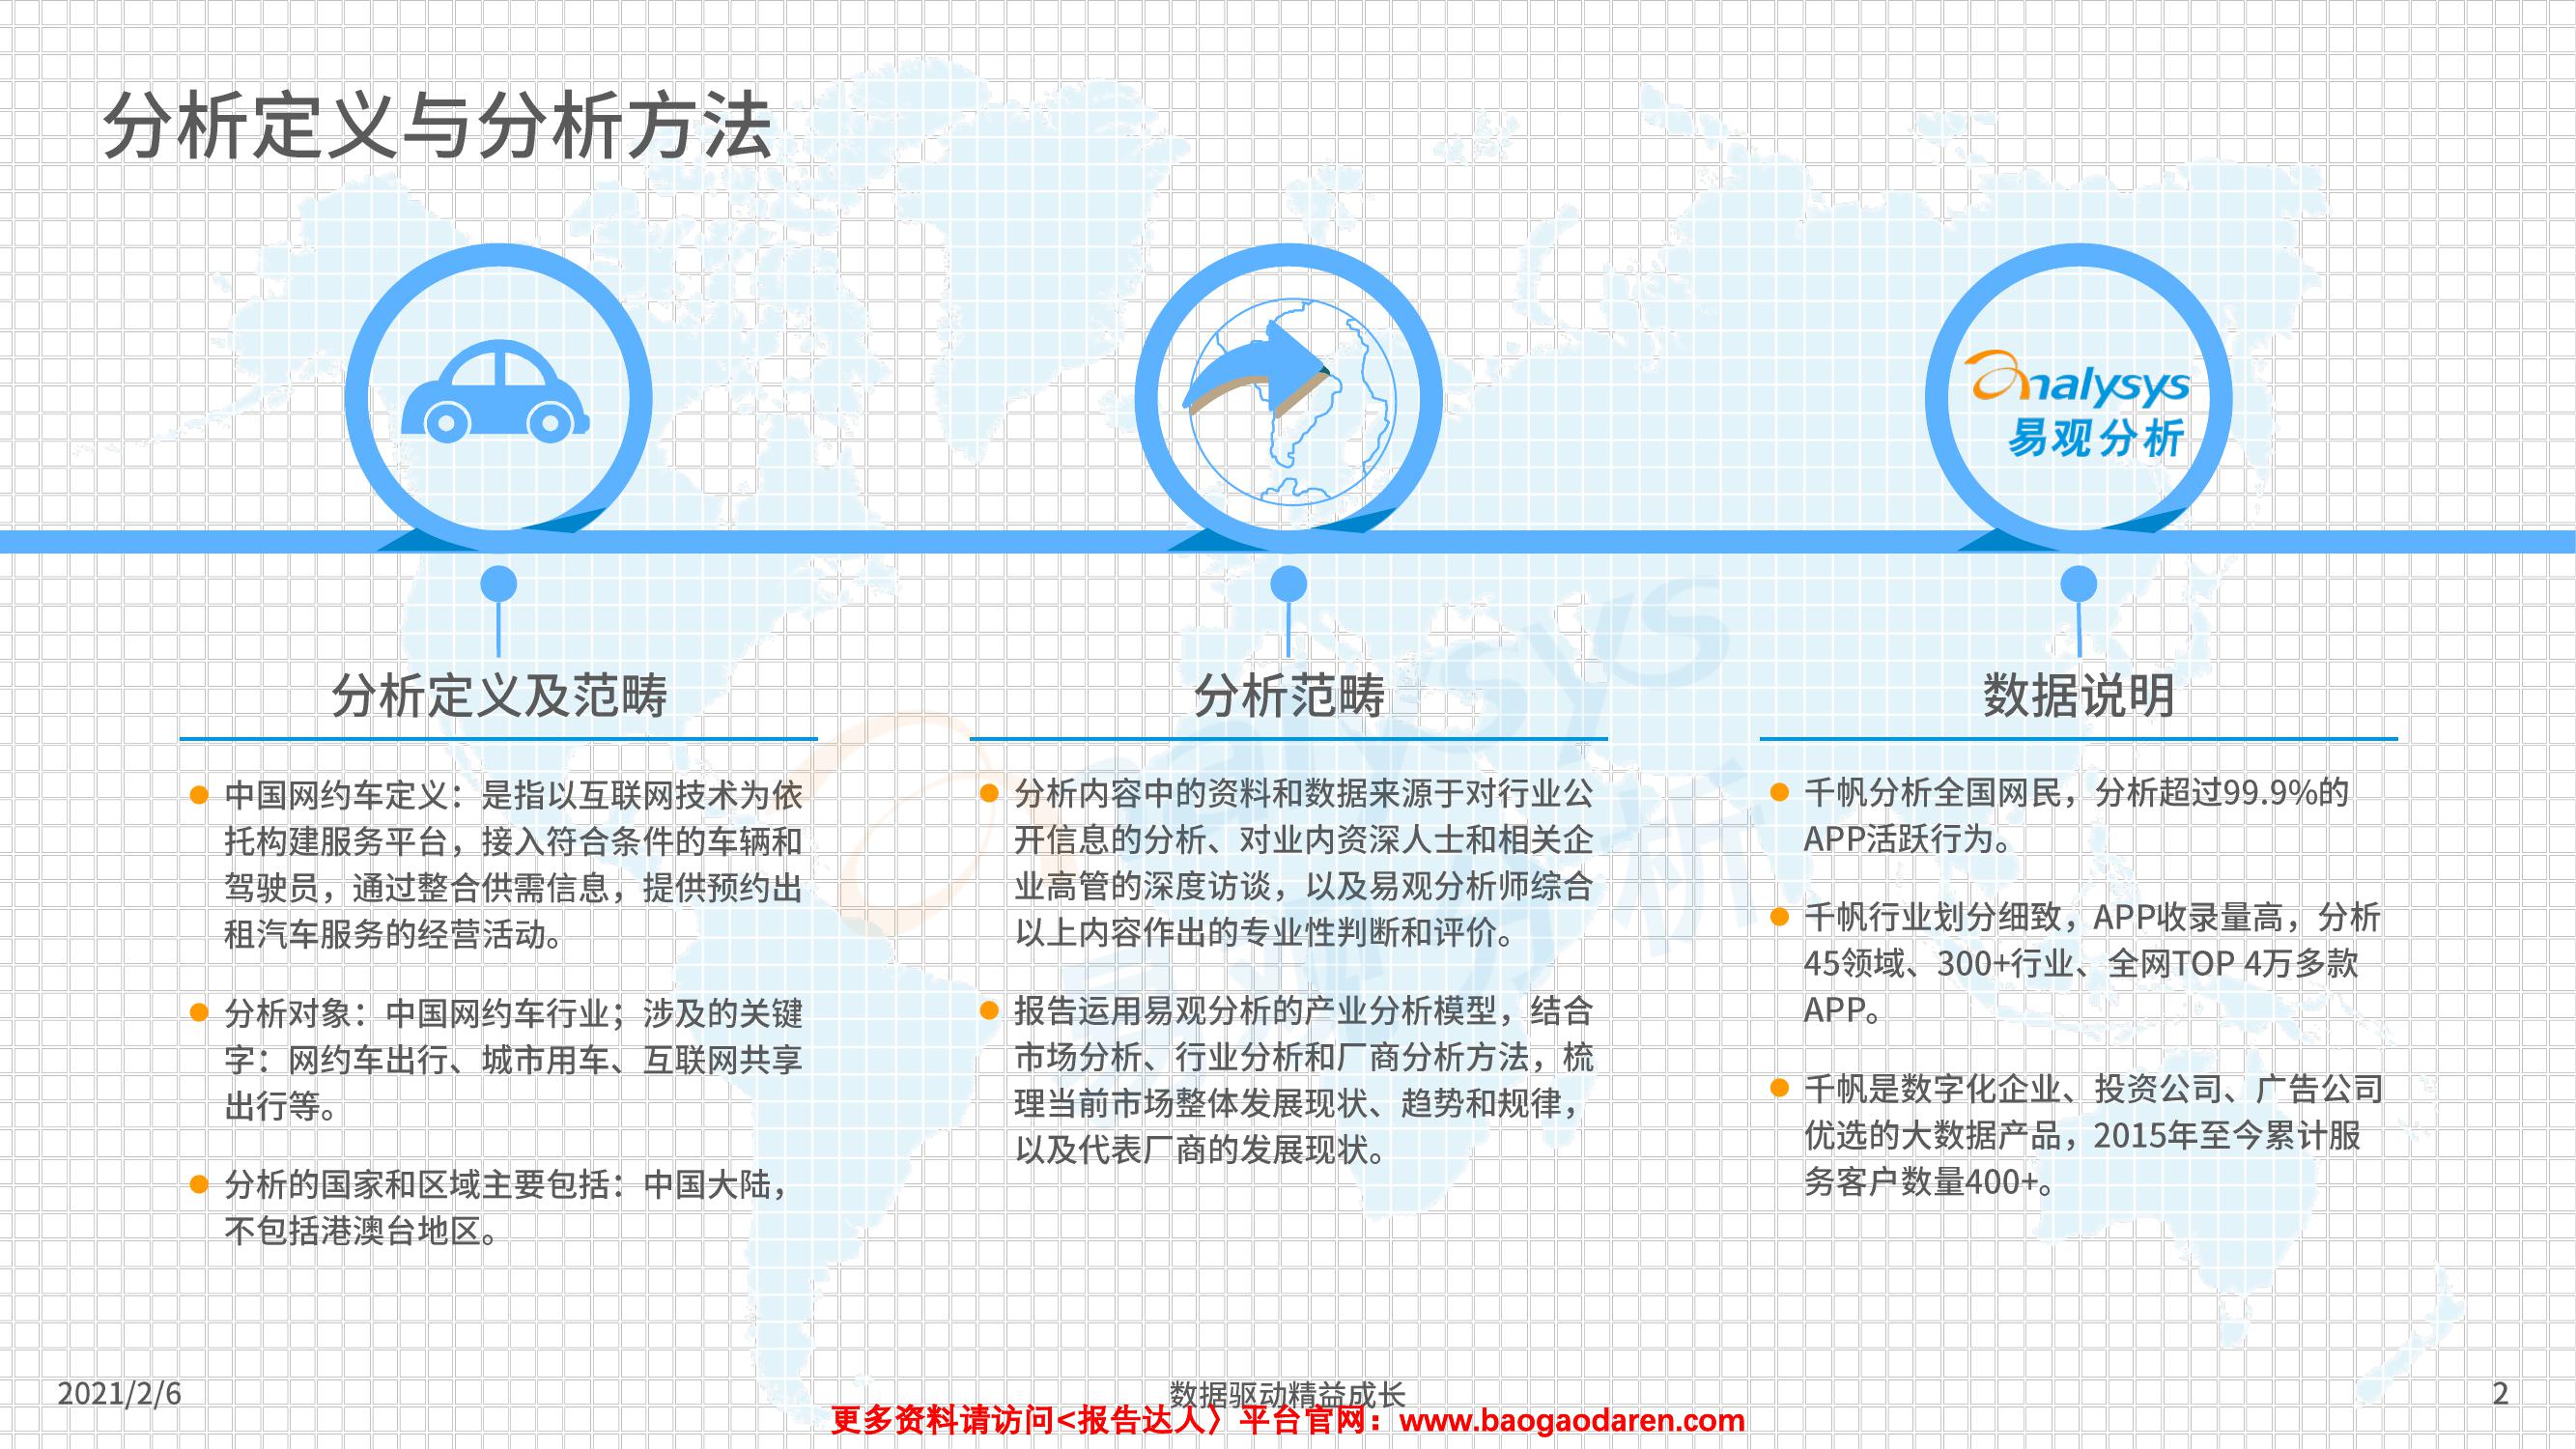 分析定义与分析方法
analysys
易观分析
分析定义及范畴
中国网约车定义：是指以互联网技术为依
托构建服务平台，接入符合条件的车辆和
驾驶员，通过整合供需信息，提供预约出
租汽车服务的经营活动。
分析对象：中国网约车行业；涉及的关键
字：网约车出行、城市用车、互联网共享
出行等。
分析的国家和区域主要包括：中国大陆，
不包括港澳台地区。
分析范畴
分析内容中的资料和数据来源于对行业公
开信息的分析、对业内资深人士和相关企
业高管的深度访谈，以及易观分析师综合
以上内容作出的专业性判断和评价。
报告运用易观分析的产业分析模型，结合
市场分析、行业分析和厂商分析方法，梳
理当前市场整体发展现状、趋势和规律，
以及代表厂商的发展现状。
数据说明
千帆分析全国网民，分析超过99.9%的
APP活跃行为。
千帆行业划分细致，APP收录量高，分析
45领域、300+行业、全网TOP 4万多款
APP。
千帆是数字化企业、投资公司、广告公司
优选的大数据产品，2015年至今累计服
务客户数量400+。
analysys
易观分析
2021/2/6
数据驱动精益成长
2
更多资料请访问<报告达人〉平台官网：www.baogaodaren.com